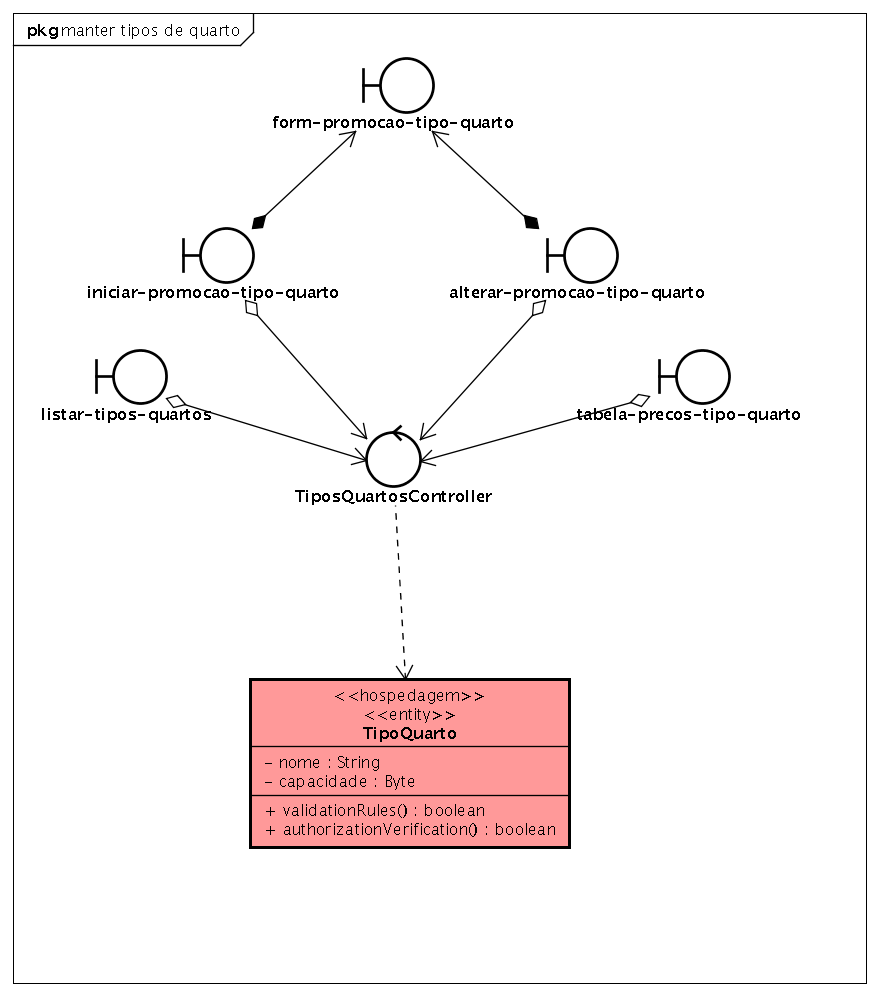 pkg manter tipos de quarto
form-promocao-tipo-quarto
iniciar-promocao-tipo-quarto
alterar-promocao-tipo-quarto
listar-tipos-quartos
tabela-precos-tipo-quarto
TiposQuartosController
<<hospedagem>>
<<entity>>
TipoQuarto
- nome : String
- capacidade : Byte
+ validationRules() : boolean
+ authorizationVerification() : boolean